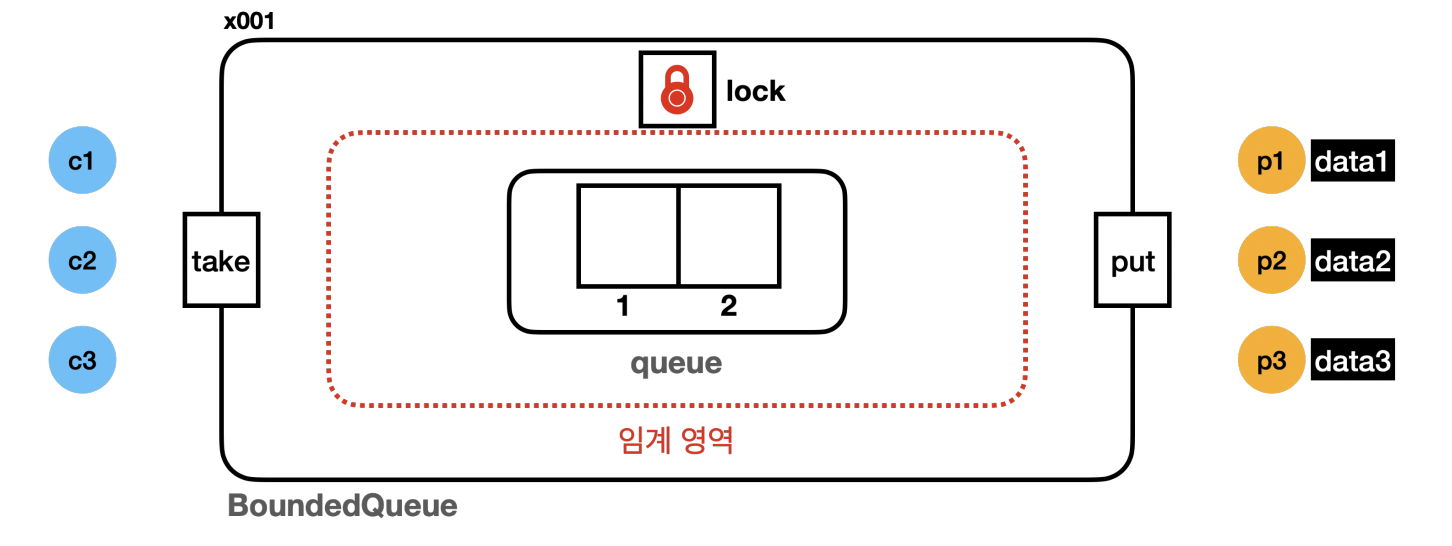 x001
lock
c1
p1 data1
c2
take
put
p2 data2
1 2
queue
c3
p3 data3
임계 영역
BoundedQueue